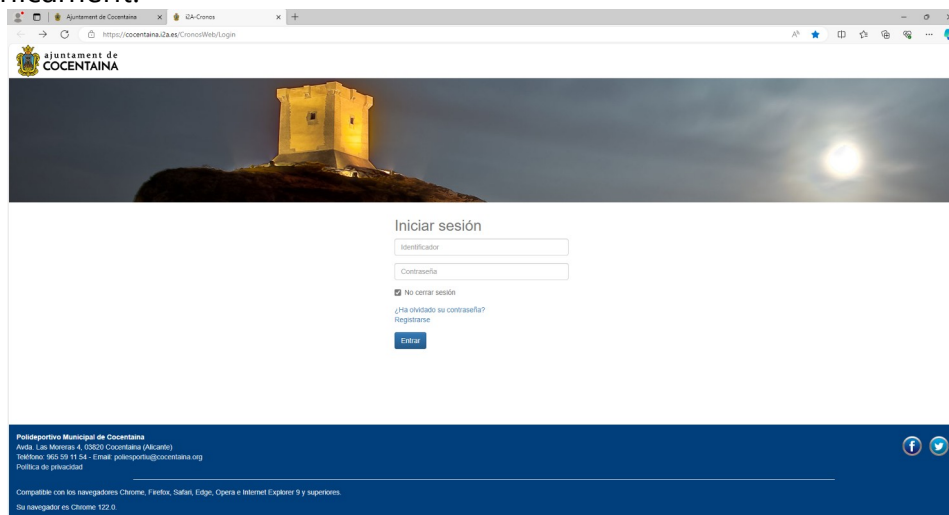 Ajuntament de Cocentaina
i2A-Cronos
https://cocentaina.i2a.es/CronosWeb/Login
ajuntament de
COCENTAINA
Iniciar sesión
Identificador
Contraseña
No cerrar sesión
¿Ha olvidado su contraseña?
Registrarse
Entrar
Polideportivo Municipal de Cocentaina
Avda. Las Moreras 4, 03820 Cocentaina (Alicante)
Teléfono: 965 59 11 54 - Email: poliesportiu@cocentaina.org
Política de privacidad
Compatible con los navegadores Chrome, Firefox, Safari, Edge, Opera e Internet Explorer 9 y superiores.
Su navegador es Chrome 122.0.